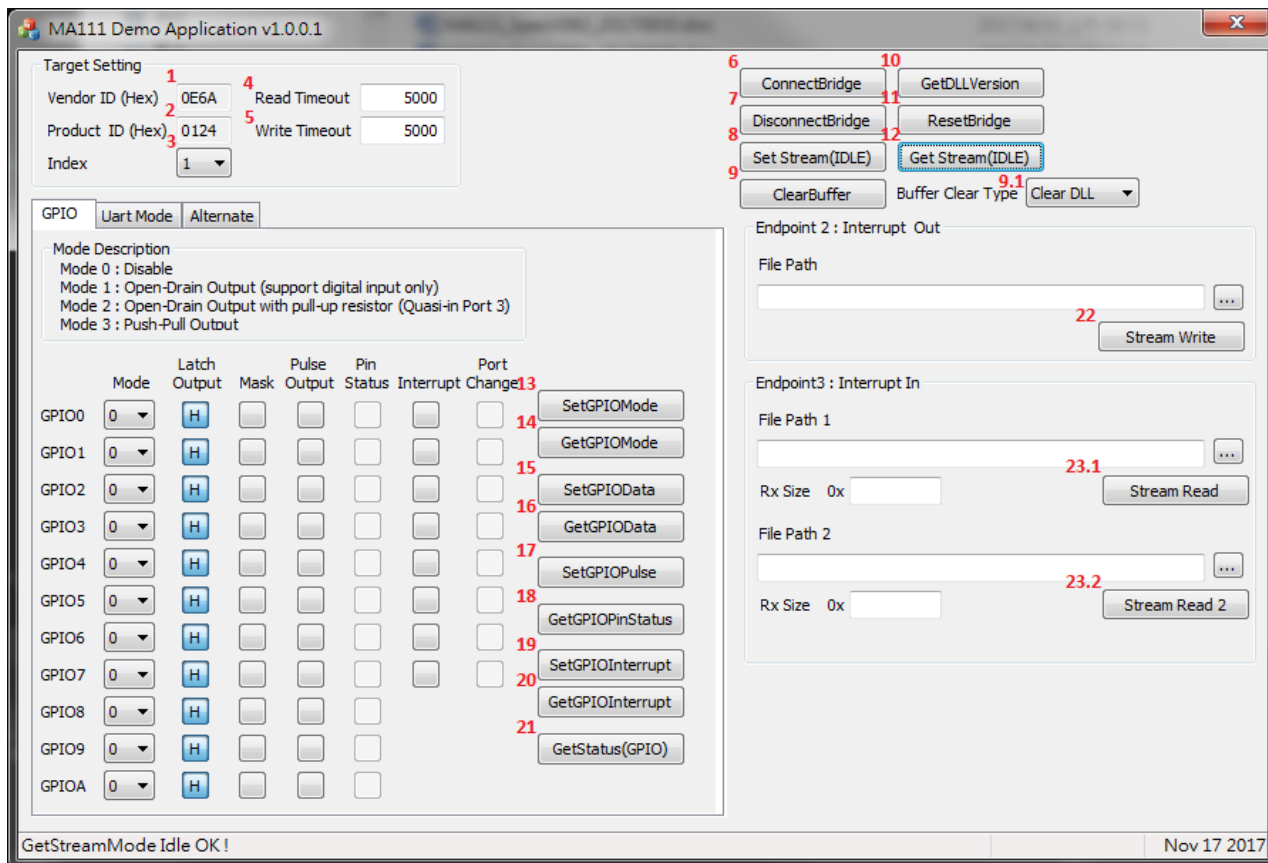 MA111 Demo Application v1.0.0.1
Target Setting
1
Vendor ID (Hex) 0E6A
2
Product ID (Hex) 0124
3
Index 1
4
Read Timeout 5000
5
Write Timeout 5000
6
ConnectBridge
10
GetDLLVersion
7
DisconnectBridge
11
ResetBridge
8
Set Stream(IDLE)
12
Get Stream(IDLE)
9
ClearBuffer
Buffer Clear Type
9.1
Clear DLL
GPIO Uart Mode Alternate
Mode Description
Mode 0 : Disable
Mode 1 : Open-Drain Output (support digital input only)
Mode 2 : Open-Drain Output with pull-up resistor (Quasi-in Port 3)
Mode 3 : Push-Pull Output
Mode Latch Output Mask Pulse Output Pin Status Interrupt Port Change
GPIO0 0 H
GPIO1 0 H
GPIO2 0 H
GPIO3 0 H
GPIO4 0 H
GPIO5 0 H
GPIO6 0 H
GPIO7 0 H
GPIO8 0 H
GPIO9 0 H
GPIOA 0 H
13
SetGPIOMode
14
GetGPIOMode
15
SetGPIOData
16
GetGPIOData
17
SetGPIOPulse
18
GetGPIOPinStatus
19
SetGPIOInterrupt
20
GetGPIOInterrupt
21
GetStatus(GPIO)
Endpoint 2 : Interrupt Out
File Path
...
22
Stream Write
Endpoint3 : Interrupt In
File Path 1
...
23.1
Rx Size 0x
Stream Read
File Path 2
...
23.2
Rx Size 0x
Stream Read 2
GetStreamMode Idle OK !
Nov 17 2017